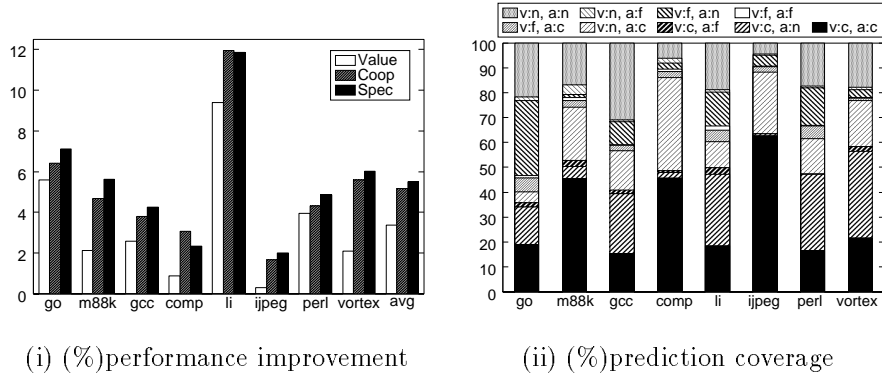 12
10
8
6
4
2
0
Value
Coop
Spec
go m88k gcc comp li ijpeg perl vortex avg
(i) (%)performance improvement
v:n, a:n v:n, a:f v:f, a:n v:f, a:f
v:f, a:c v:n, a:c v:c, a:f v:c, a:n v:c, a:c
100
90
80
70
60
50
40
30
20
10
0
go m88k gcc comp li ijpeg perl vortex
(ii) (%)prediction coverage